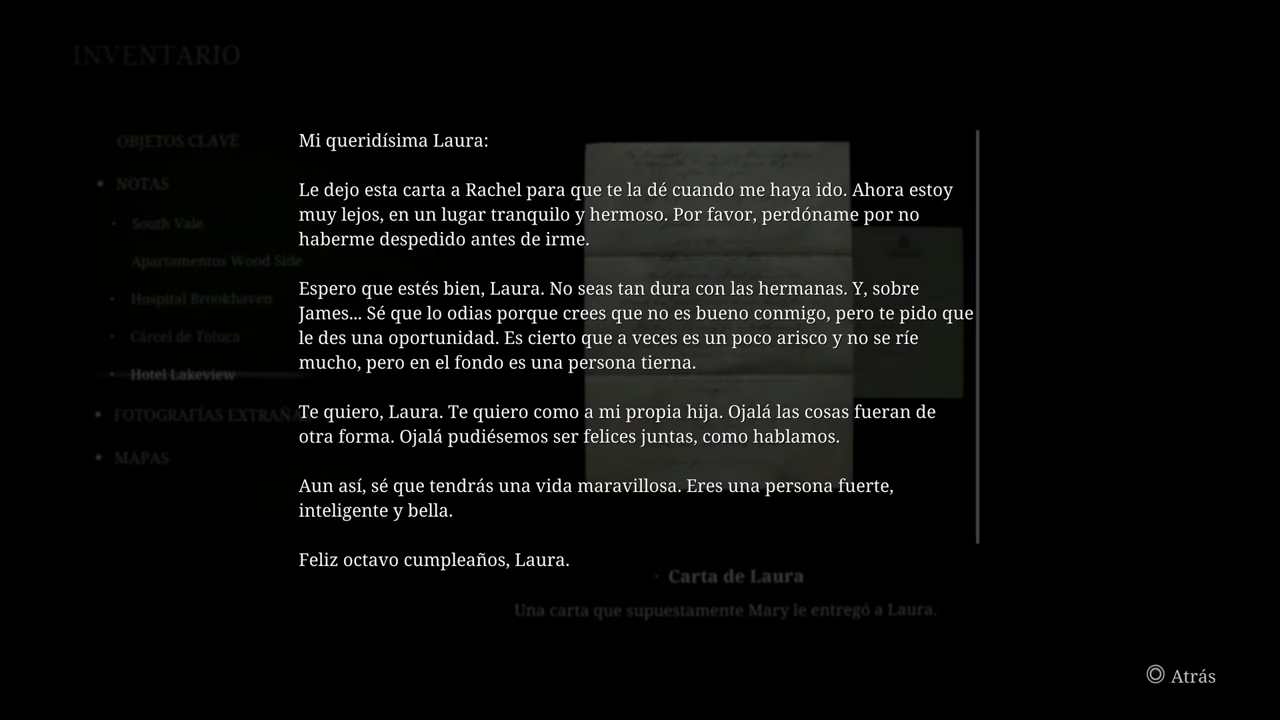 INVENTARIO
OBJETOS CLAVE
NOTAS
South Vale
Apartamentos Wood Side
Hospital Brookhaven
Cárcel de Toluca
Hotel Lakeview
FOTOGRAFÍAS EXTRAÑA
MAPAS
Mi queridísima Laura:
Le dejo esta carta a Rachel para que te la dé cuando me haya ido. Ahora estoy
muy lejos, en un lugar tranquilo y hermoso. Por favor, perdóname por no
haberme despedido antes de irme.
Espero que estés bien, Laura. No seas tan dura con las hermanas. Y, sobre
James... Sé que lo odias porque crees que no es bueno conmigo, pero te pido que
le des una oportunidad. Es cierto que a veces es un poco arisco y no se ríe
mucho, pero en el fondo es una persona tierna.
Te quiero, Laura. Te quiero como a mi propia hija. Ojalá las cosas fueran de
otra forma. Ojalá pudiésemos ser felices juntas, como hablamos.
Aun así, sé que tendrás una vida maravillosa. Eres una persona fuerte,
inteligente y bella.
Feliz octavo cumpleaños, Laura.
Carta de Laura
Una carta que supuestamente Mary le entregó a Laura.
Atrás